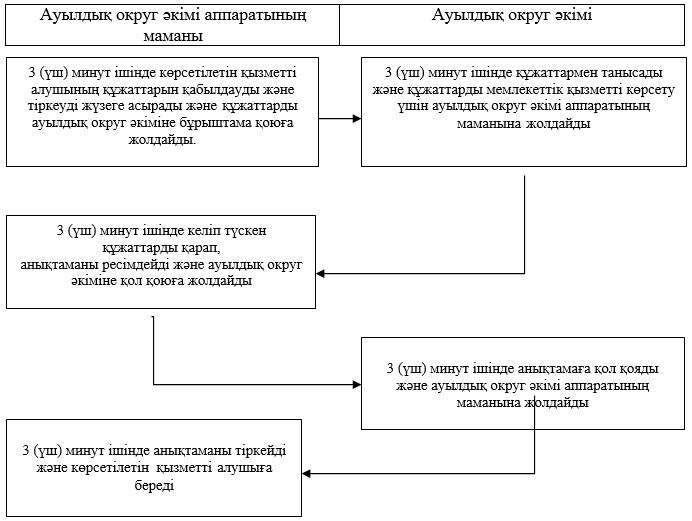 Ауылдық округ әкімі аппаратының
маманы
Ауылдық округ әкімі
3 (үш) минут ішінде көрсетілетін қызметті
алушының құжаттарын қабылдауды және
тіркеуді жүзеге асырады және құжаттарды
ауылдық округ әкіміне бұрыштама қоюға
жолдайды.
3 (үш) минут ішінде құжаттармен танысады
және құжаттарды мемлекеттік қызметті көрсету
үшін ауылдық округ әкімі аппаратының
маманына жолдайды
3 (үш) минут ішінде келіп түскен
құжаттарды қарап,
анықтаманы ресімдейді және ауылдық округ
әкіміне қол қоюға жолдайды
3 (үш) минут ішінде анықтамаға қол қояды
және ауылдық округ әкімі аппаратының
маманына жолдайды
3 (үш) минут ішінде анықтаманы тіркейді
және көрсетілетін қызметті алушыға
береді